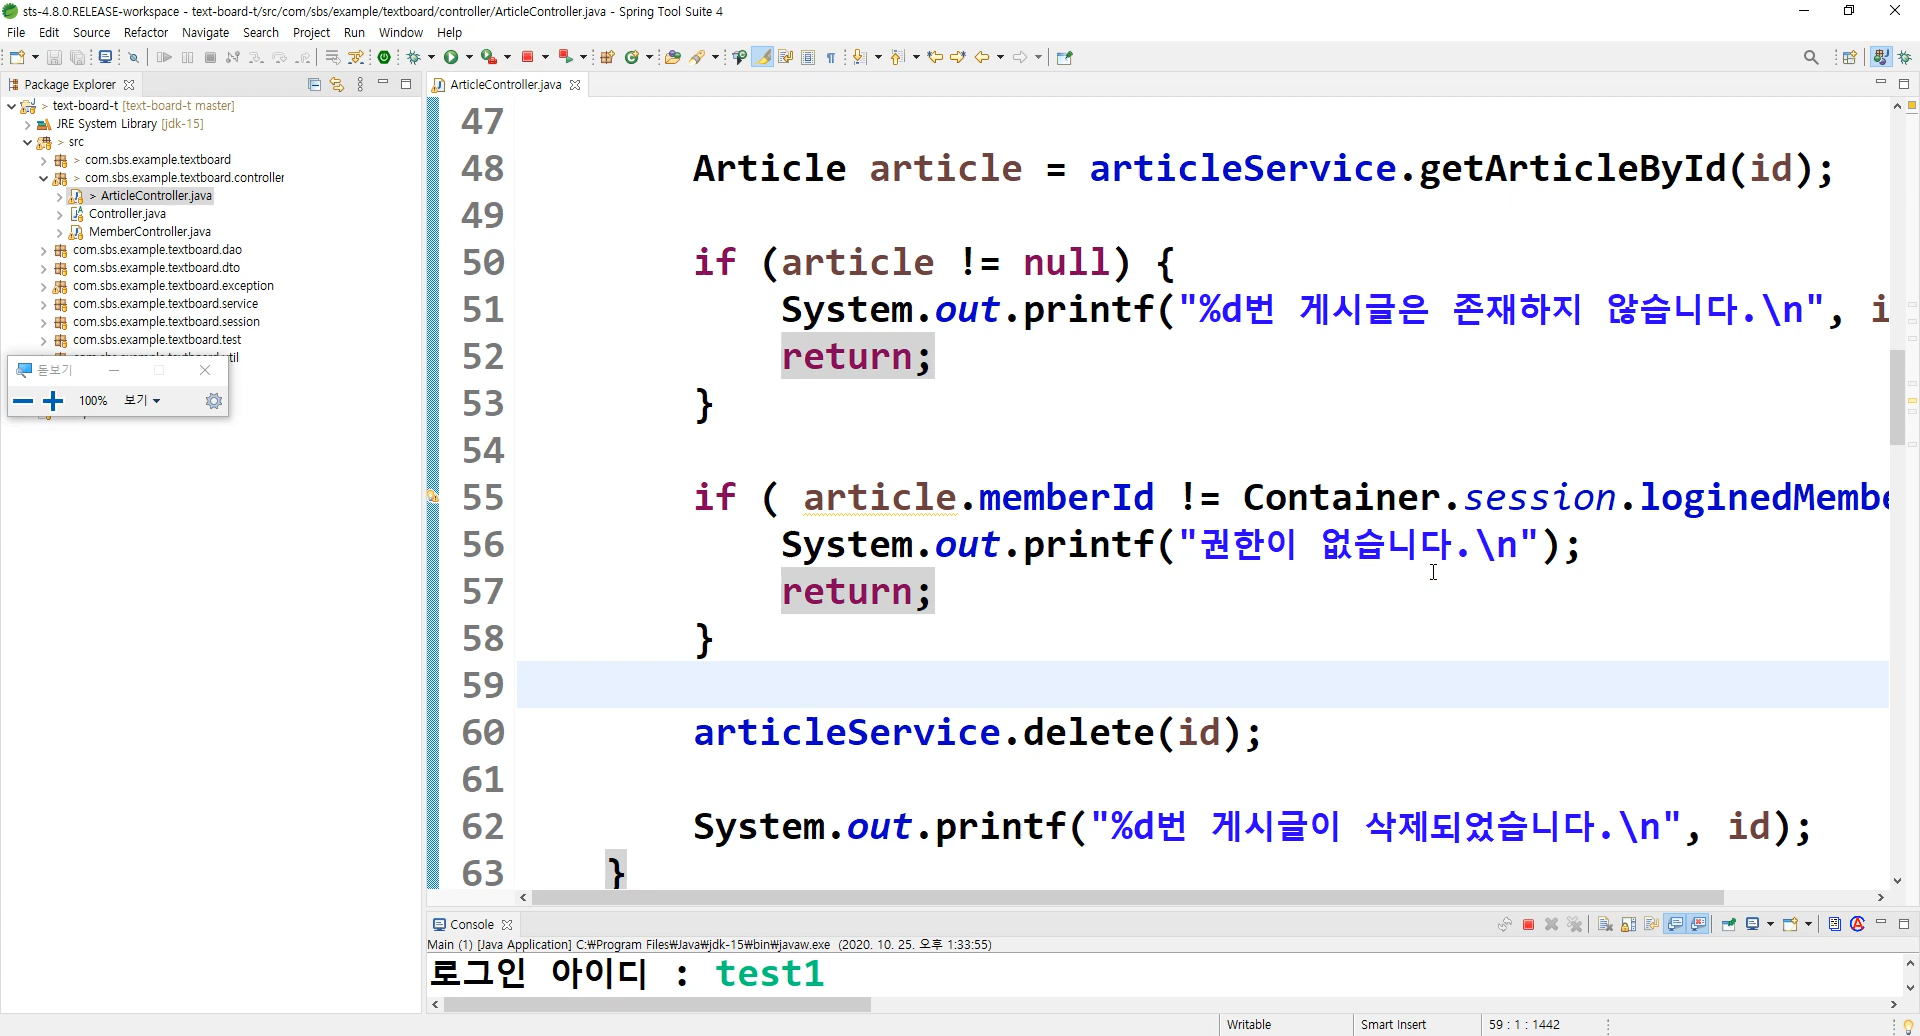 sts-4.8.0.RELEASE-workspace - text-board-t/src/com/sbs/example/textboard/controller/ArticleController.java - Spring Tool Suite 4
File Edit Source Refactor Navigate Search Project Run Window Help
Package Explorer
ArticleController.java
> text-board-t [text-board-t master]
JRE System Library [jdk-15]
> src
> com.sbs.example.textboard
> com.sbs.example.textboard.controller
> ArticleController.java
Controller.java
MemberController.java
com.sbs.example.textboard.dao
com.sbs.example.textboard.dto
com.sbs.example.textboard.exception
com.sbs.example.textboard.service
com.sbs.example.textboard.session
com.sbs.example.textboard.test
돋보기
100% 보기
47
48 Article article = articleService.getArticleById(id);
49
50 if (article != null) {
51 System.out.printf("%d번 게시글은 존재하지 않습니다.\n", i
52 return;
53 }
54
55 if ( article.memberId != Container.session.loginedMembe
56 System.out.printf("권한이 없습니다.\n");
57 return;
58 }
59
60 articleService.delete(id);
61
62 System.out.printf("%d번 게시글이 삭제되었습니다.\n", id);
63 }
Console
Main (1) [Java Application] C:₩Program Files₩Java₩jdk-15₩bin₩javaw.exe (2020. 10. 25. 오후 1:33:55)
로그인 아이디 : test1
Writable Smart Insert 59 : 1 : 1442